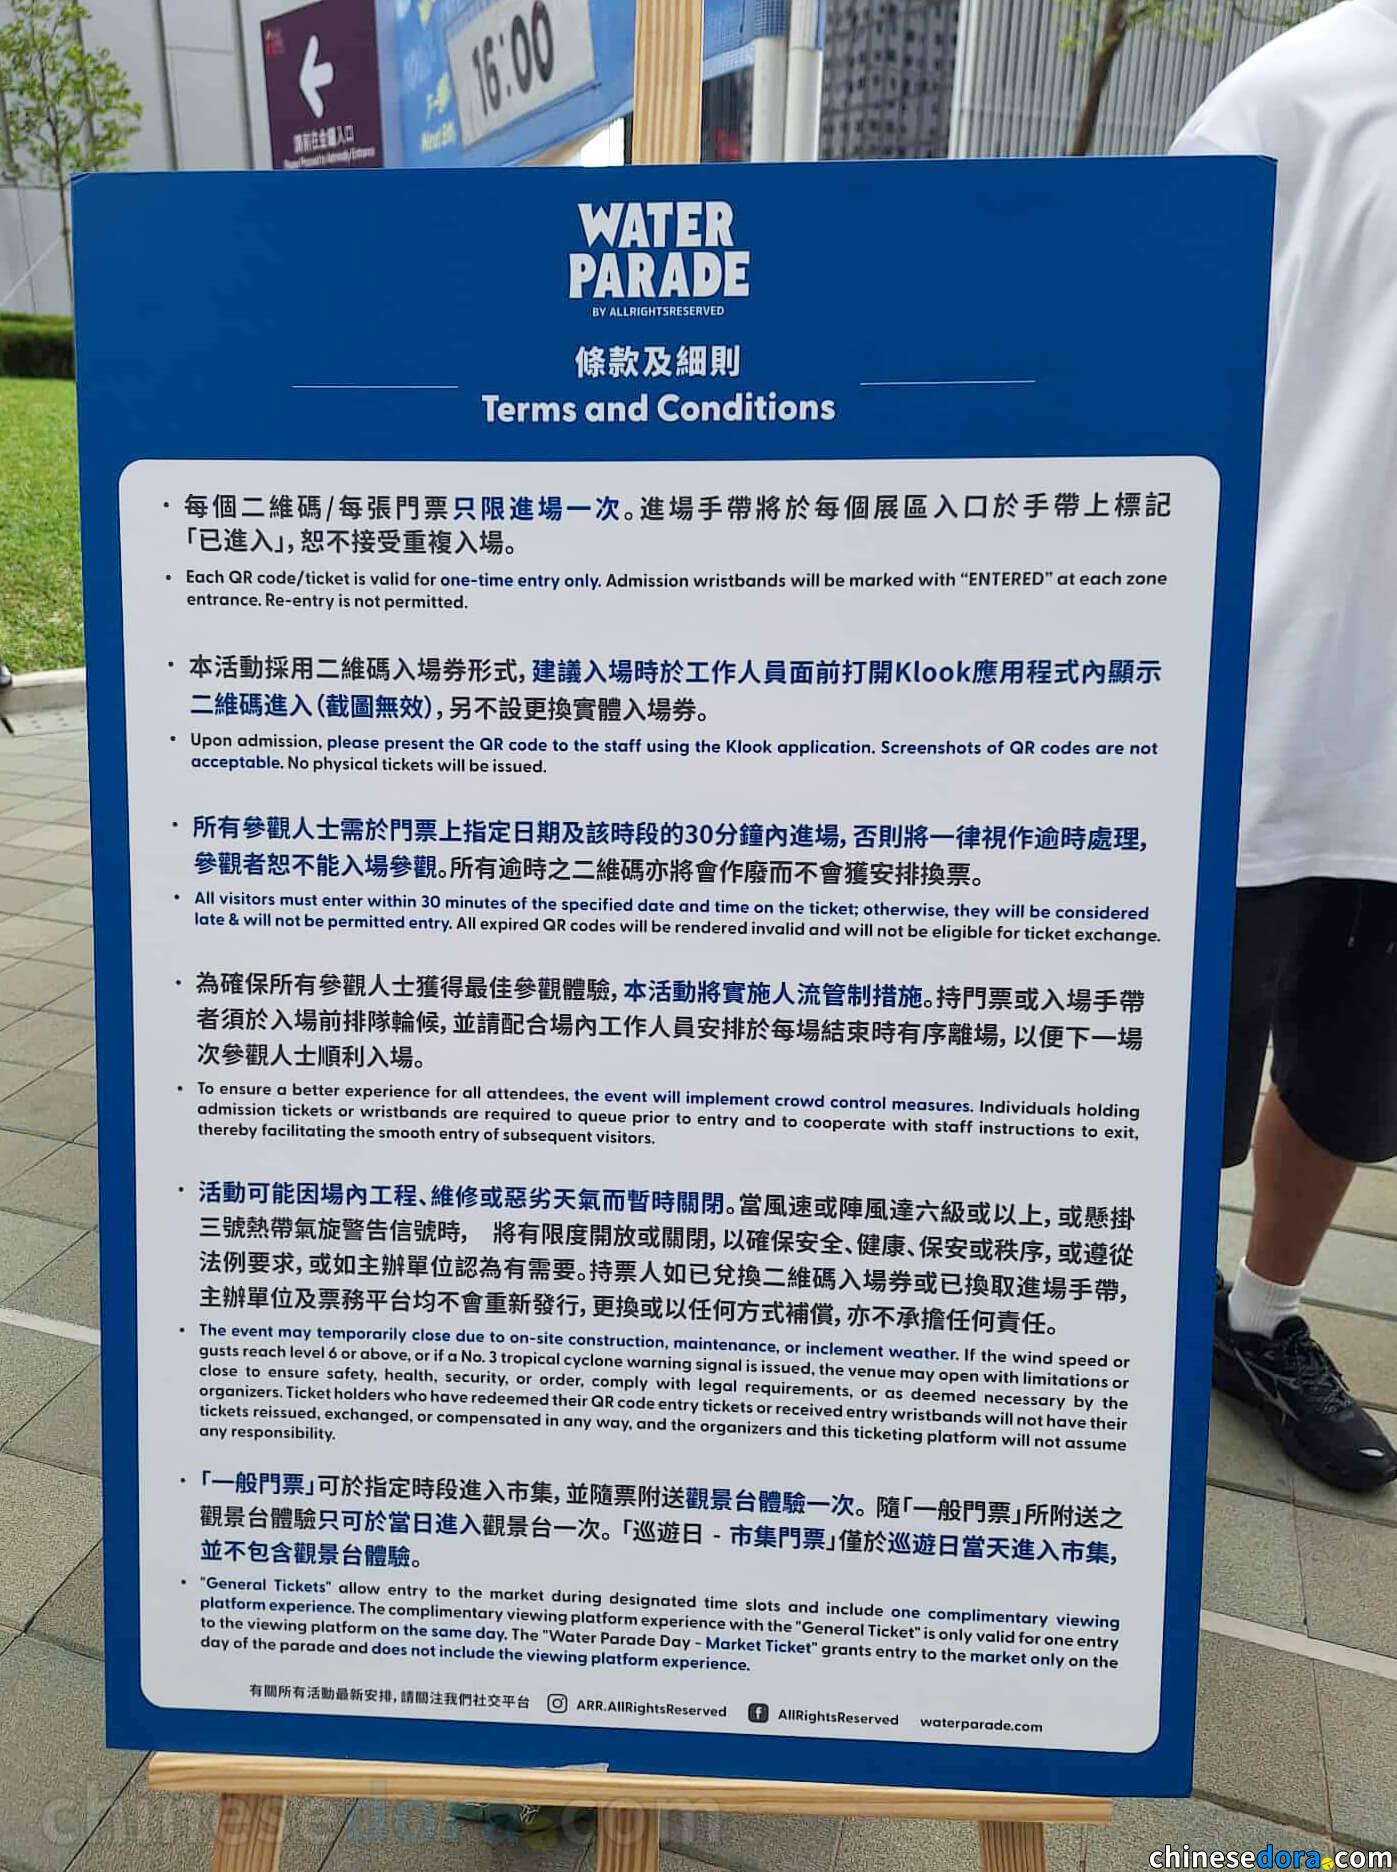 請前往金鐘入口
16:00
WATER
PARADE
BY ALLRIGHTSRESERVED
條款及細則
Terms and Conditions
· 每個二維碼/每張門票只限進場一次。進場手帶將於每個展區入口於手帶上標記
「已進入」, 恕不接受重複入場。
• Each QR code/ticket is valid for one-time entry only. Admission wristbands will be marked with “ENTERED” at each zone
entrance. Re-entry is not permitted.
· 本活動採用二維碼入場券形式, 建議入場時於工作人員面前打開Klook應用程式內顯示
二維碼進入 (截圖無效) , 另不設更換實體入場券。
• Upon admission, please present the QR code to the staff using the Klook application. Screenshots of QR codes are not
acceptable. No physical tickets will be issued.
· 所有參觀人士需於門票上指定日期及該時段的30分鐘內進場, 否則將一律視作逾時處理,
參觀者恕不能入場參觀。所有逾時之二維碼亦將會作廢而不會獲安排換票。
• All visitors must enter within 30 minutes of the specified date and time on the ticket; otherwise, they will be considered
late & will not be permitted entry. All expired QR codes will be rendered invalid and will not be eligible for ticket exchange.
· 為確保所有參觀人士獲得最佳參觀體驗, 本活動將實施人流管制措施。持門票或入場手帶
者須於入場前排隊輪候, 並請配合場內工作人員安排於每場結束時有序離場, 以便下一場
次參觀人士順利入場。
• To ensure a better experience for all attendees, the event will implement crowd control measures. Individuals holding
admission tickets or wristbands are required to queue prior to entry and to cooperate with staff instructions to exit,
thereby facilitating the smooth entry of subsequent visitors.
· 活動可能因場內工程、維修或惡劣天氣而暫時關閉。當風速或陣風達六級或以上, 或懸掛
三號熱帶氣旋警告信號時, 將有限度開放或關閉, 以確保安全、健康、保安或秩序, 或遵從
法例要求, 或如主辦單位認為有需要。持票人如已兌換二維碼入場券或已換取進場手帶,
主辦單位及票務平台均不會重新發行, 更換或以任何方式補償, 亦不承擔任何責任。
• The event may temporarily close due to on-site construction, maintenance, or inclement weather. If the wind speed or
gusts reach level 6 or above, or if a No. 3 tropical cyclone warning signal is issued, the venue may open with limitations or
close to ensure safety, health, security, or order, comply with legal requirements, or as deemed necessary by the
organizers. Ticket holders who have redeemed their QR code entry tickets or received entry wristbands will not have their
tickets reissued, exchanged, or compensated in any way, and the organizers and this ticketing platform will not assume
any responsibility.
· 「一般門票」可於指定時段進入市集, 並隨票附送觀景台體驗一次。隨「一般門票」所附送之
觀景台體驗只可於當日進入觀景台一次。「巡遊日 - 市集門票」僅於巡遊日當天進入市集,
並不包含觀景台體驗。
• "General Tickets" allow entry to the market during designated time slots and include one complimentary viewing
platform experience. The complimentary viewing platform experience with the "General Ticket" is only valid for one entry
to the viewing platform on the same day. The "Water Parade Day - Market Ticket" grants entry to the market only on the
day of the parade and does not include the viewing platform experience.
有關所有活動最新安排, 請關注我們社交平台 ARR.AllRightsReserved AllRightsReserved waterparade.com
chinesedora.com
chinesedora.com